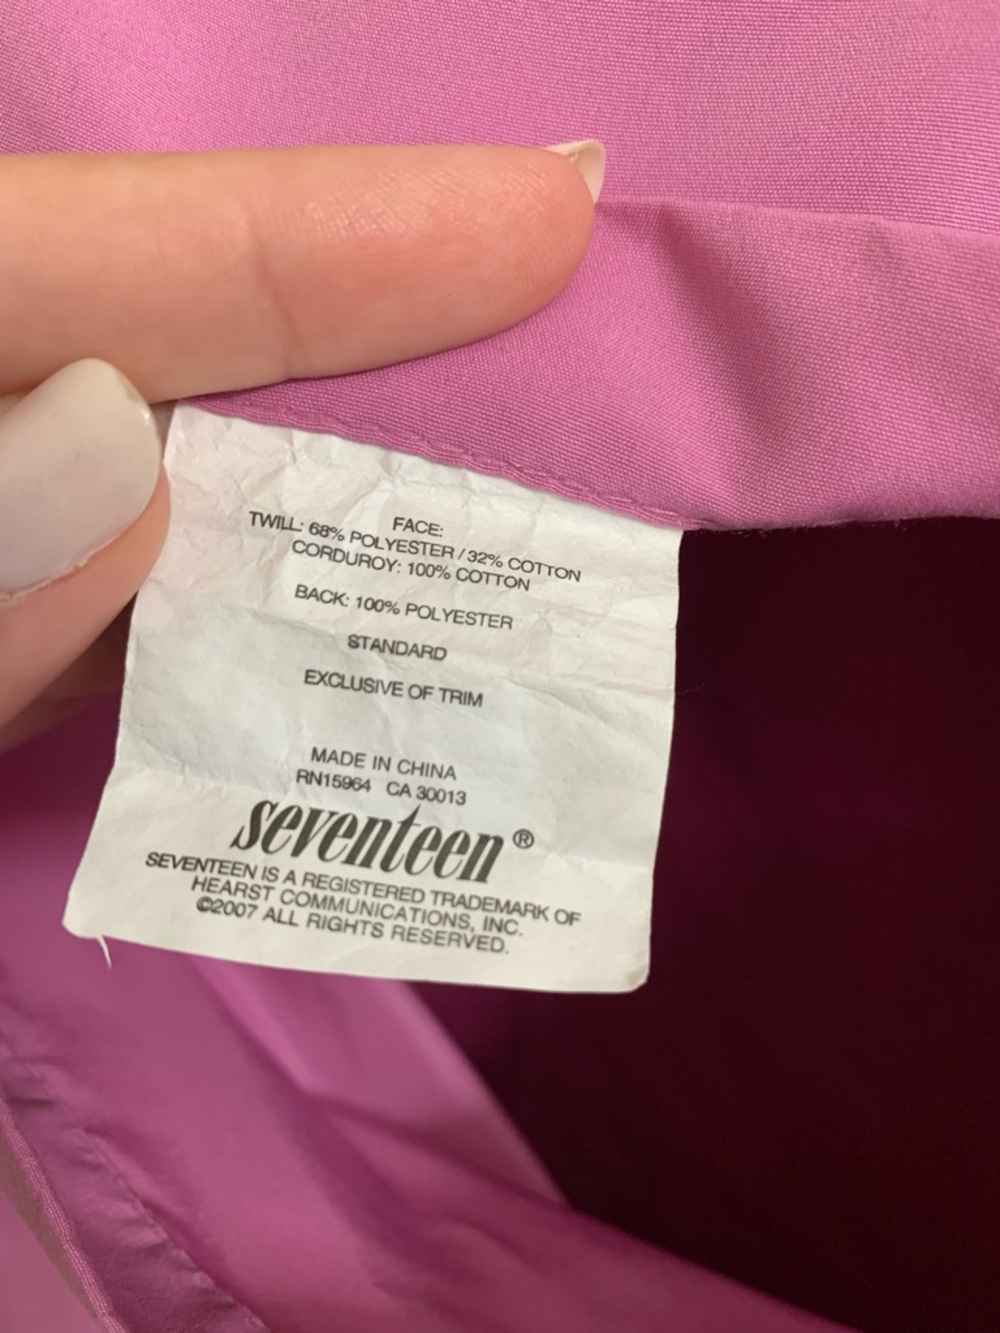 FACE:
TWILL: 68% POLYESTER / 32% COTTON
CORDUROY: 100% COTTON
BACK: 100% POLYESTER
STANDARD
EXCLUSIVE OF TRIM
MADE IN CHINA
RN15964 CA 30013
seventeen®
SEVENTEEN IS A REGISTERED TRADEMARK OF
HEARST COMMUNICATIONS, INC.
©2007 ALL RIGHTS RESERVED.